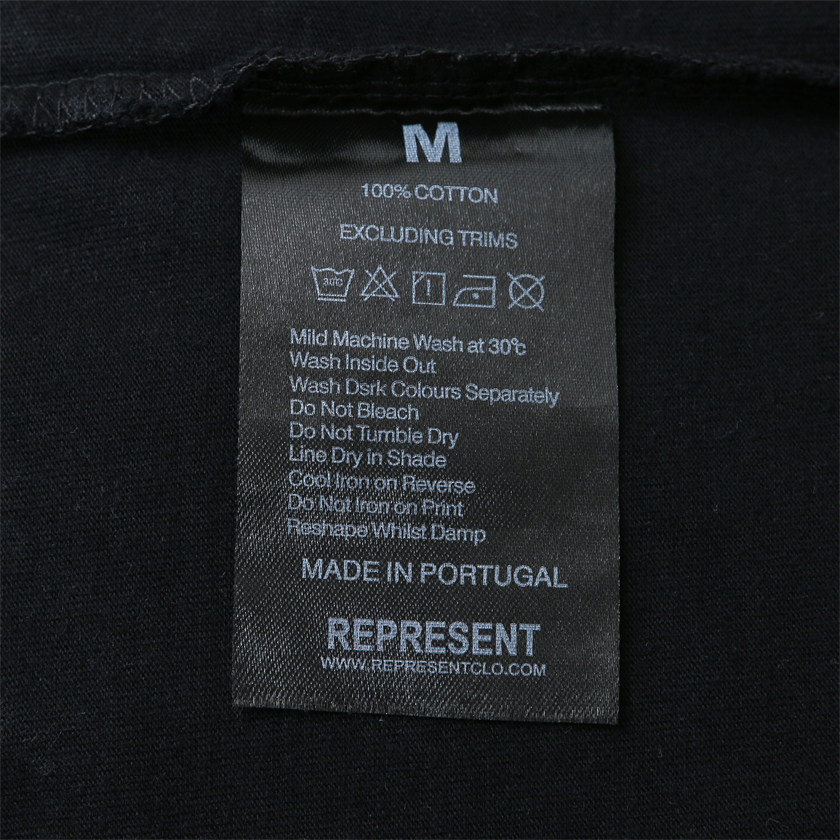 M
100% COTTON
EXCLUDING TRIMS
30°C
Mild Machine Wash at 30°c
Wash Inside Out
Wash Dsrk Colours Separately
Do Not Bleach
Do Not Tumble Dry
Line Dry in Shade
Cool Iron on Reverse
Do Not Iron on Print
Reshape Whilst Damp
MADE IN PORTUGAL
REPRESENT
WWW.REPRESENTCLO.COM